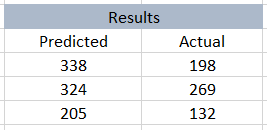 Results
Predicted Actual
338 198
324 269
205 132